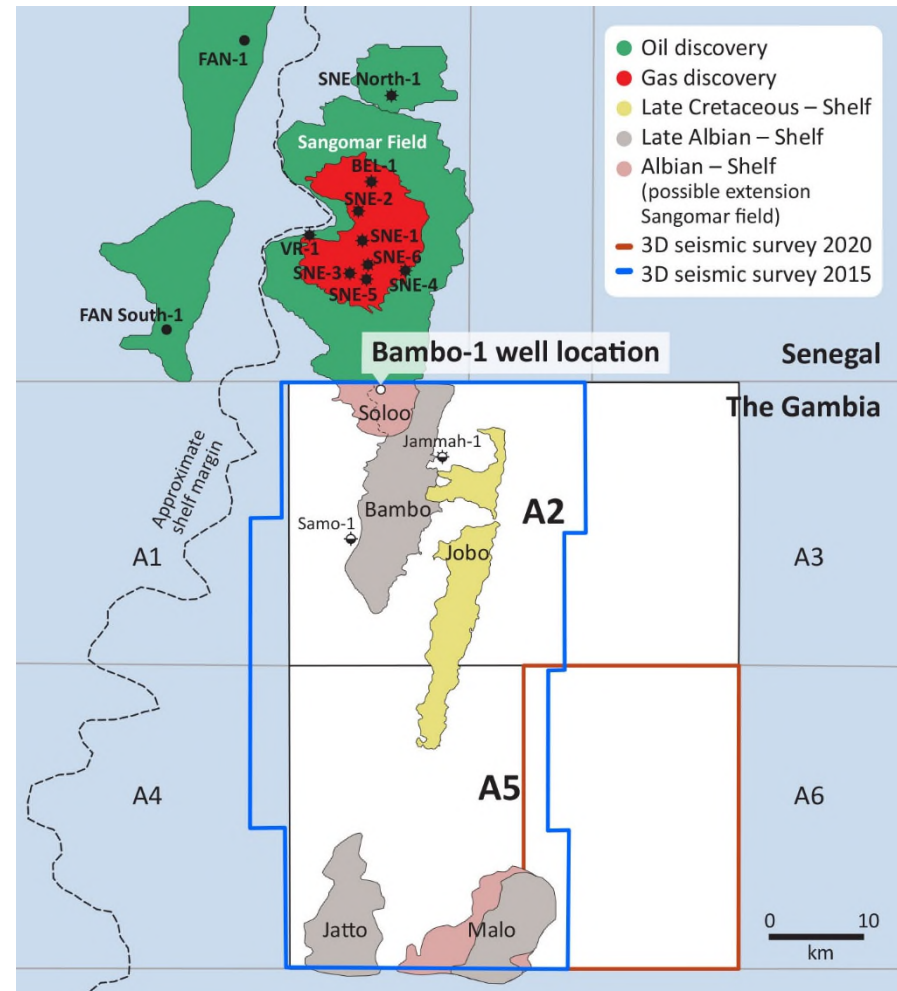 FAN-1
SNE North-1
Sangomar Field
BEL-1
SNE-2
SNE-1
VR-1
SNE-6
SNE-3
SNE-4
SNE-5
FAN South-1
Oil discovery
Gas discovery
Late Cretaceous – Shelf
Late Albian – Shelf
Albian – Shelf
(possible extension
Sangomar field)
3D seismic survey 2020
3D seismic survey 2015
Bambo-1 well location
Senegal
The Gambia
Soloo
Jammah-1
Approximate
shelf margin
Bambo
A2
Samo-1
Jobo
A1
A3
A4
A5
A6
Jatto
Malo
0 10
km